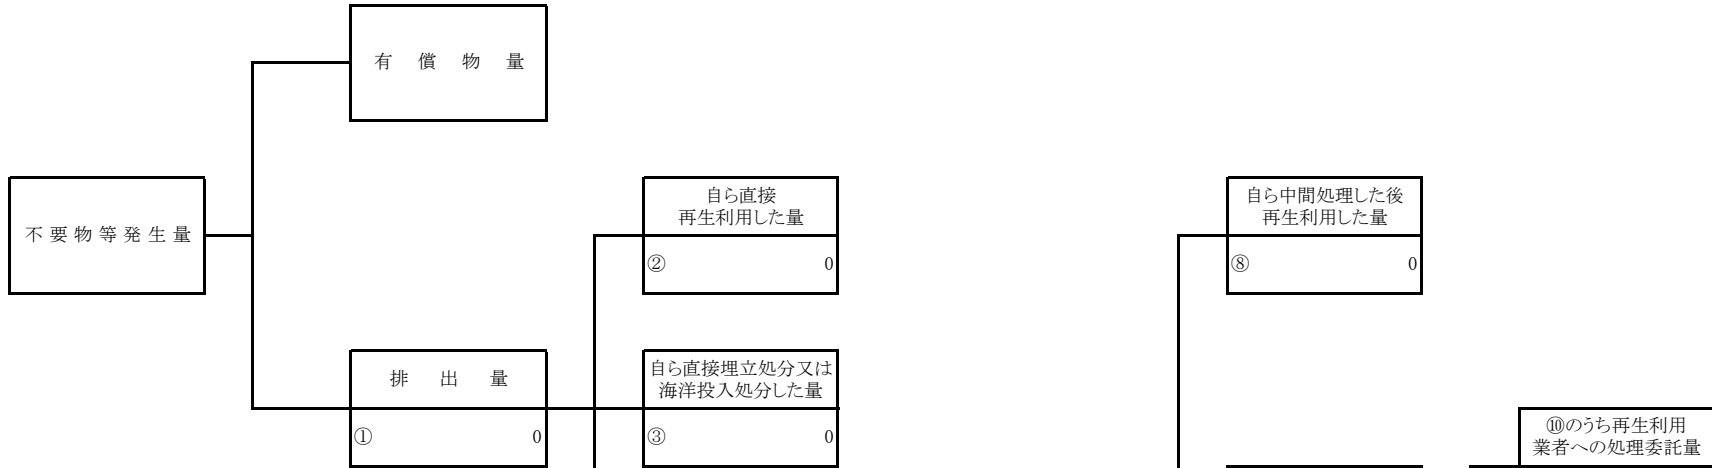 有償物量
自ら直接
再生利用した量
自ら中間処理した後
再生利用した量
不要物等発生量
② 0
⑧ 0
排出量
自ら直接埋立処分又は
海洋投入処分した量
① 0
③ 0
⑩のうち再生利用
業者への処理委託量